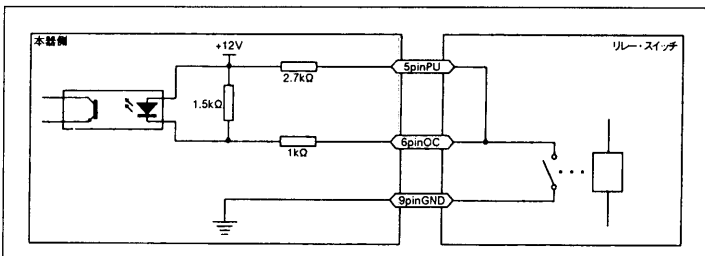 本器側
リレー・スイッチ
+12V
5pinPU
2.7kΩ
1.5kΩ
6pinOC
1kΩ
9pinGND